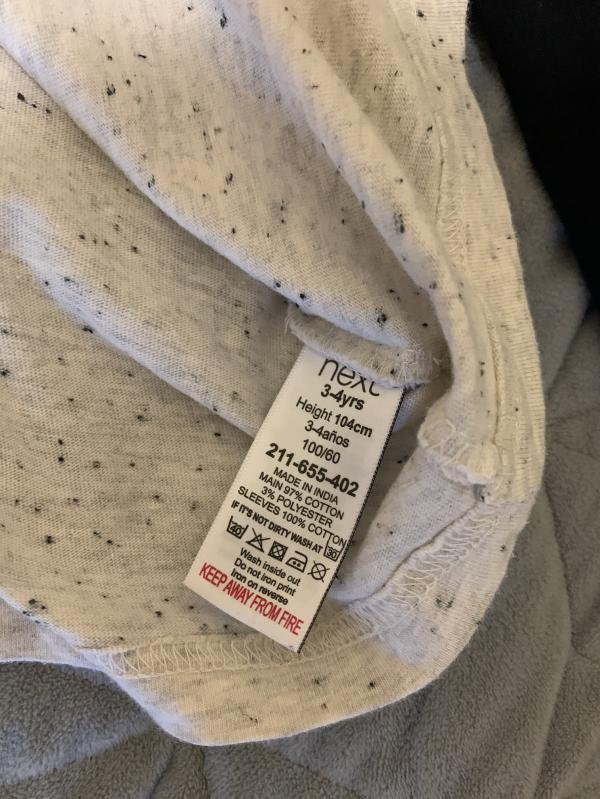 next
3-4yrs
Height 104cm
3-4años
100/60
211-655-402
MADE IN INDIA
MAIN 97% COTTON
3% POLYESTER
SLEEVES 100% COTTON
IF IT'S NOT DIRTY WASH AT 30
40
Wash inside out
Do not iron print
Iron on reverse
KEEP AWAY FROM FIRE